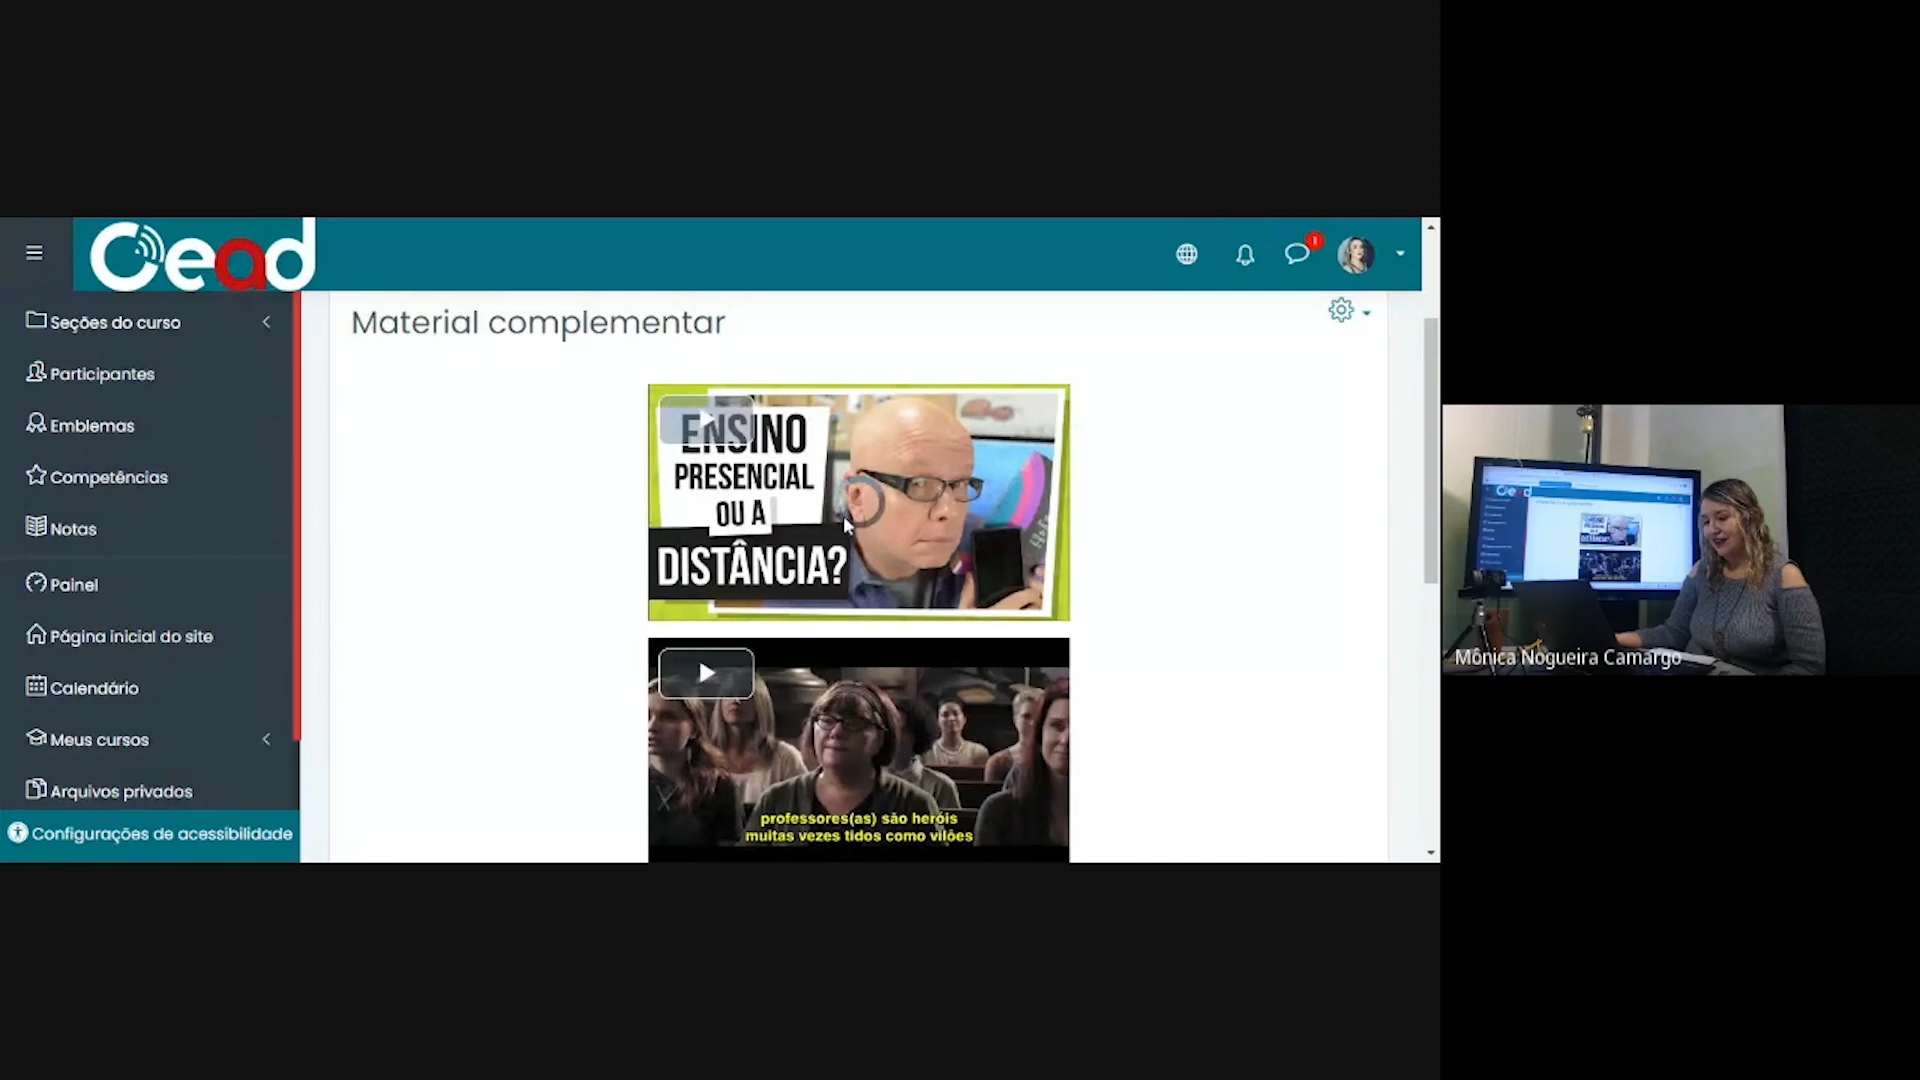 Cead
1
Seções do curso
Participantes
Emblemas
Competências
Notas
Painel
Página inicial do site
Calendário
Meus cursos
Arquivos privados
Configurações de acessibilidade
Material complementar
ENSINO
PRESENCIAL
OU A
DISTÂNCIA?
professores(as) são heróis
muitas vezes tidos como vilões
Mônica Nogueira Camargo